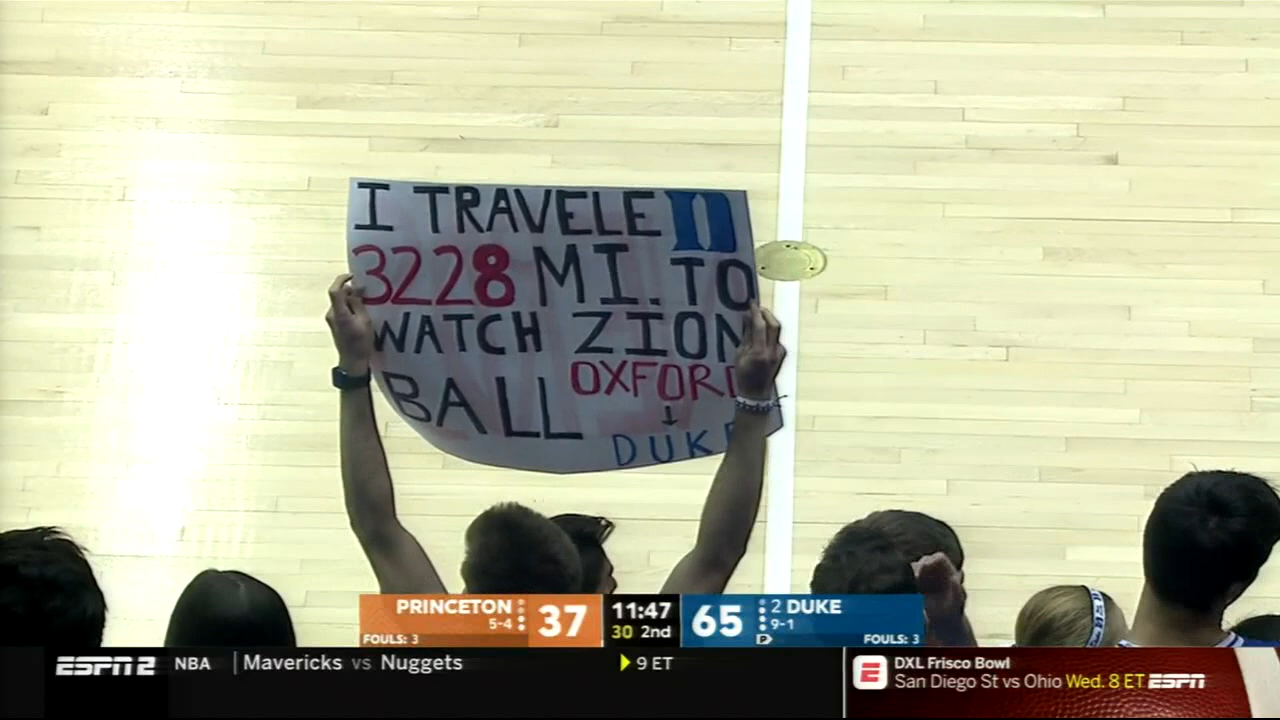 I TRAVELED
3228 MI. TO
WATCH ZION
BALL OXFORD
↓
DUKE
PRINCETON 37 11:47 65 2 DUKE
5-4 30 2nd 9-1
FOULS: 3 P FOULS: 3
ESPN2 NBA Mavericks vs Nuggets 9 ET
E DXL Frisco Bowl
San Diego St vs Ohio Wed. 8 ET ESPN